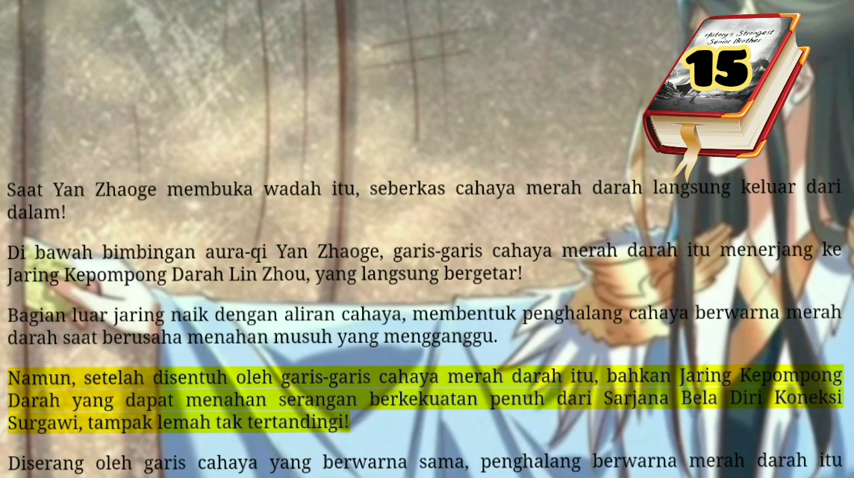 History's Strongest
Senior Brother
15
Saat Yan Zhaoge membuka wadah itu, seberkas cahaya merah darah langsung keluar dari
dalam!
Di bawah bimbingan aura-qi Yan Zhaoge, garis-garis cahaya merah darah itu menerjang ke
Jaring Kepompong Darah Lin Zhou, yang langsung bergetar!
Bagian luar jaring naik dengan aliran cahaya, membentuk penghalang cahaya berwarna merah
darah saat berusaha menahan musuh yang mengganggu.
Namun, setelah disentuh oleh garis-garis cahaya merah darah itu, bahkan Jaring Kepompong
Darah yang dapat menahan serangan berkekuatan penuh dari Sarjana Bela Diri Koneksi
Surgawi, tampak lemah tak tertandingi!
Diserang oleh garis cahaya yang berwarna sama, penghalang berwarna merah darah itu